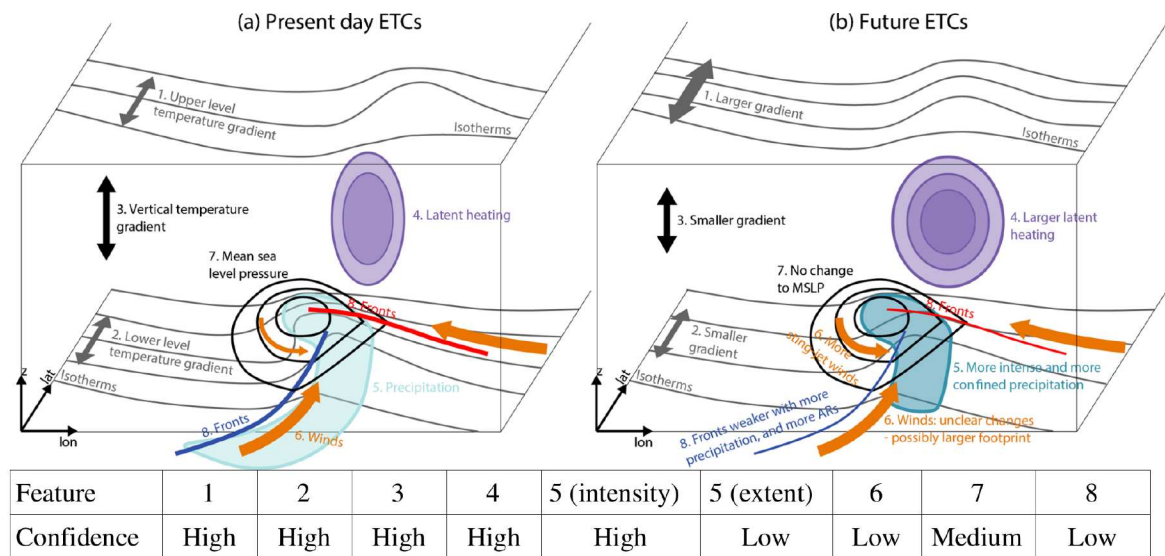 (a) Present day ETCs
1. Upper level
temperature gradient
Isotherms
3. Vertical temperature
gradient
4. Latent heating
7. Mean sea
level pressure
8. Fronts
2. Lower level
temperature gradient
Isotherms
5. Precipitation
8. Fronts
6. Winds
z
lat
lon
(b) Future ETCs
1. Larger gradient
Isotherms
3. Smaller gradient
4. Larger latent
heating
7. No change
to MSLP
8. Fronts
2. Smaller
gradient
6. More
sting jet winds
5. More intense and more
confined precipitation
Isotherms
8. Fronts weaker with more
precipitation, and more ARs
6. Winds: unclear changes
- possibly larger footprint
z
lat
lon
Feature 1 2 3 4 5 (intensity) 5 (extent) 6 7 8
Confidence High High High High High Low Low Medium Low